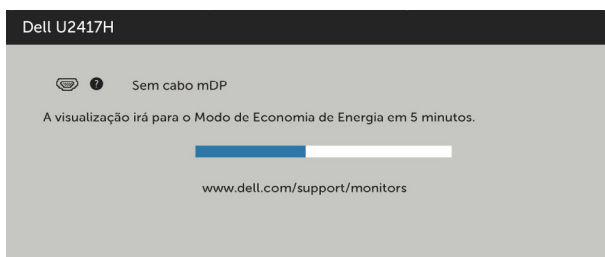 Dell U2417H
? Sem cabo mDP
A visualização irá para o Modo de Economia de Energia em 5 minutos.
www.dell.com/support/monitors